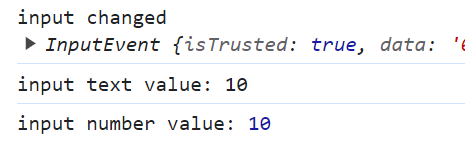 input changed
▶ InputEvent {isTrusted: true, data: '
input text value: 10
input number value: 10